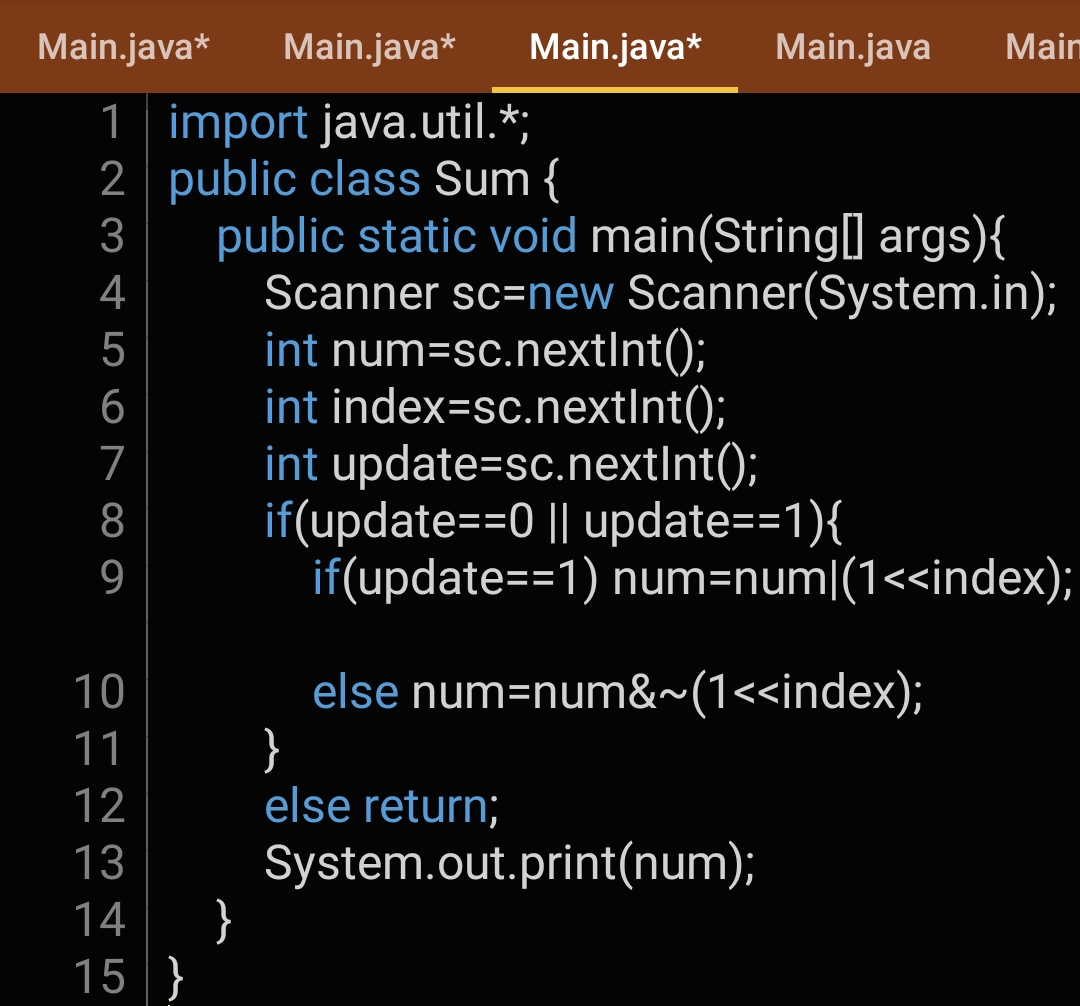 Main.java* Main.java* Main.java* Main.java Main
1 import java.util.*;
2 public class Sum {
3 public static void main(String[] args){
4 Scanner sc=new Scanner(System.in);
5 int num=sc.nextInt();
6 int index=sc.nextInt();
7 int update=sc.nextInt();
8 if(update==0 || update==1){
9 if(update==1) num=num|(1<<index);
10 else num=num&~(1<<index);
11 }
12 else return;
13 System.out.print(num);
14 }
15 }